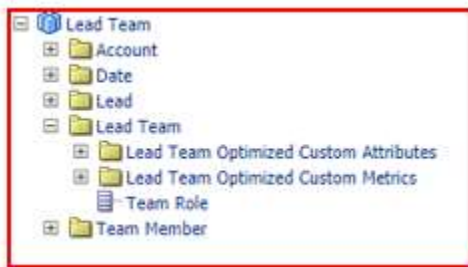 Lead Team
Account
Date
Lead
Lead Team
Lead Team Optimized Custom Attributes
Lead Team Optimized Custom Metrics
Team Role
Team Member